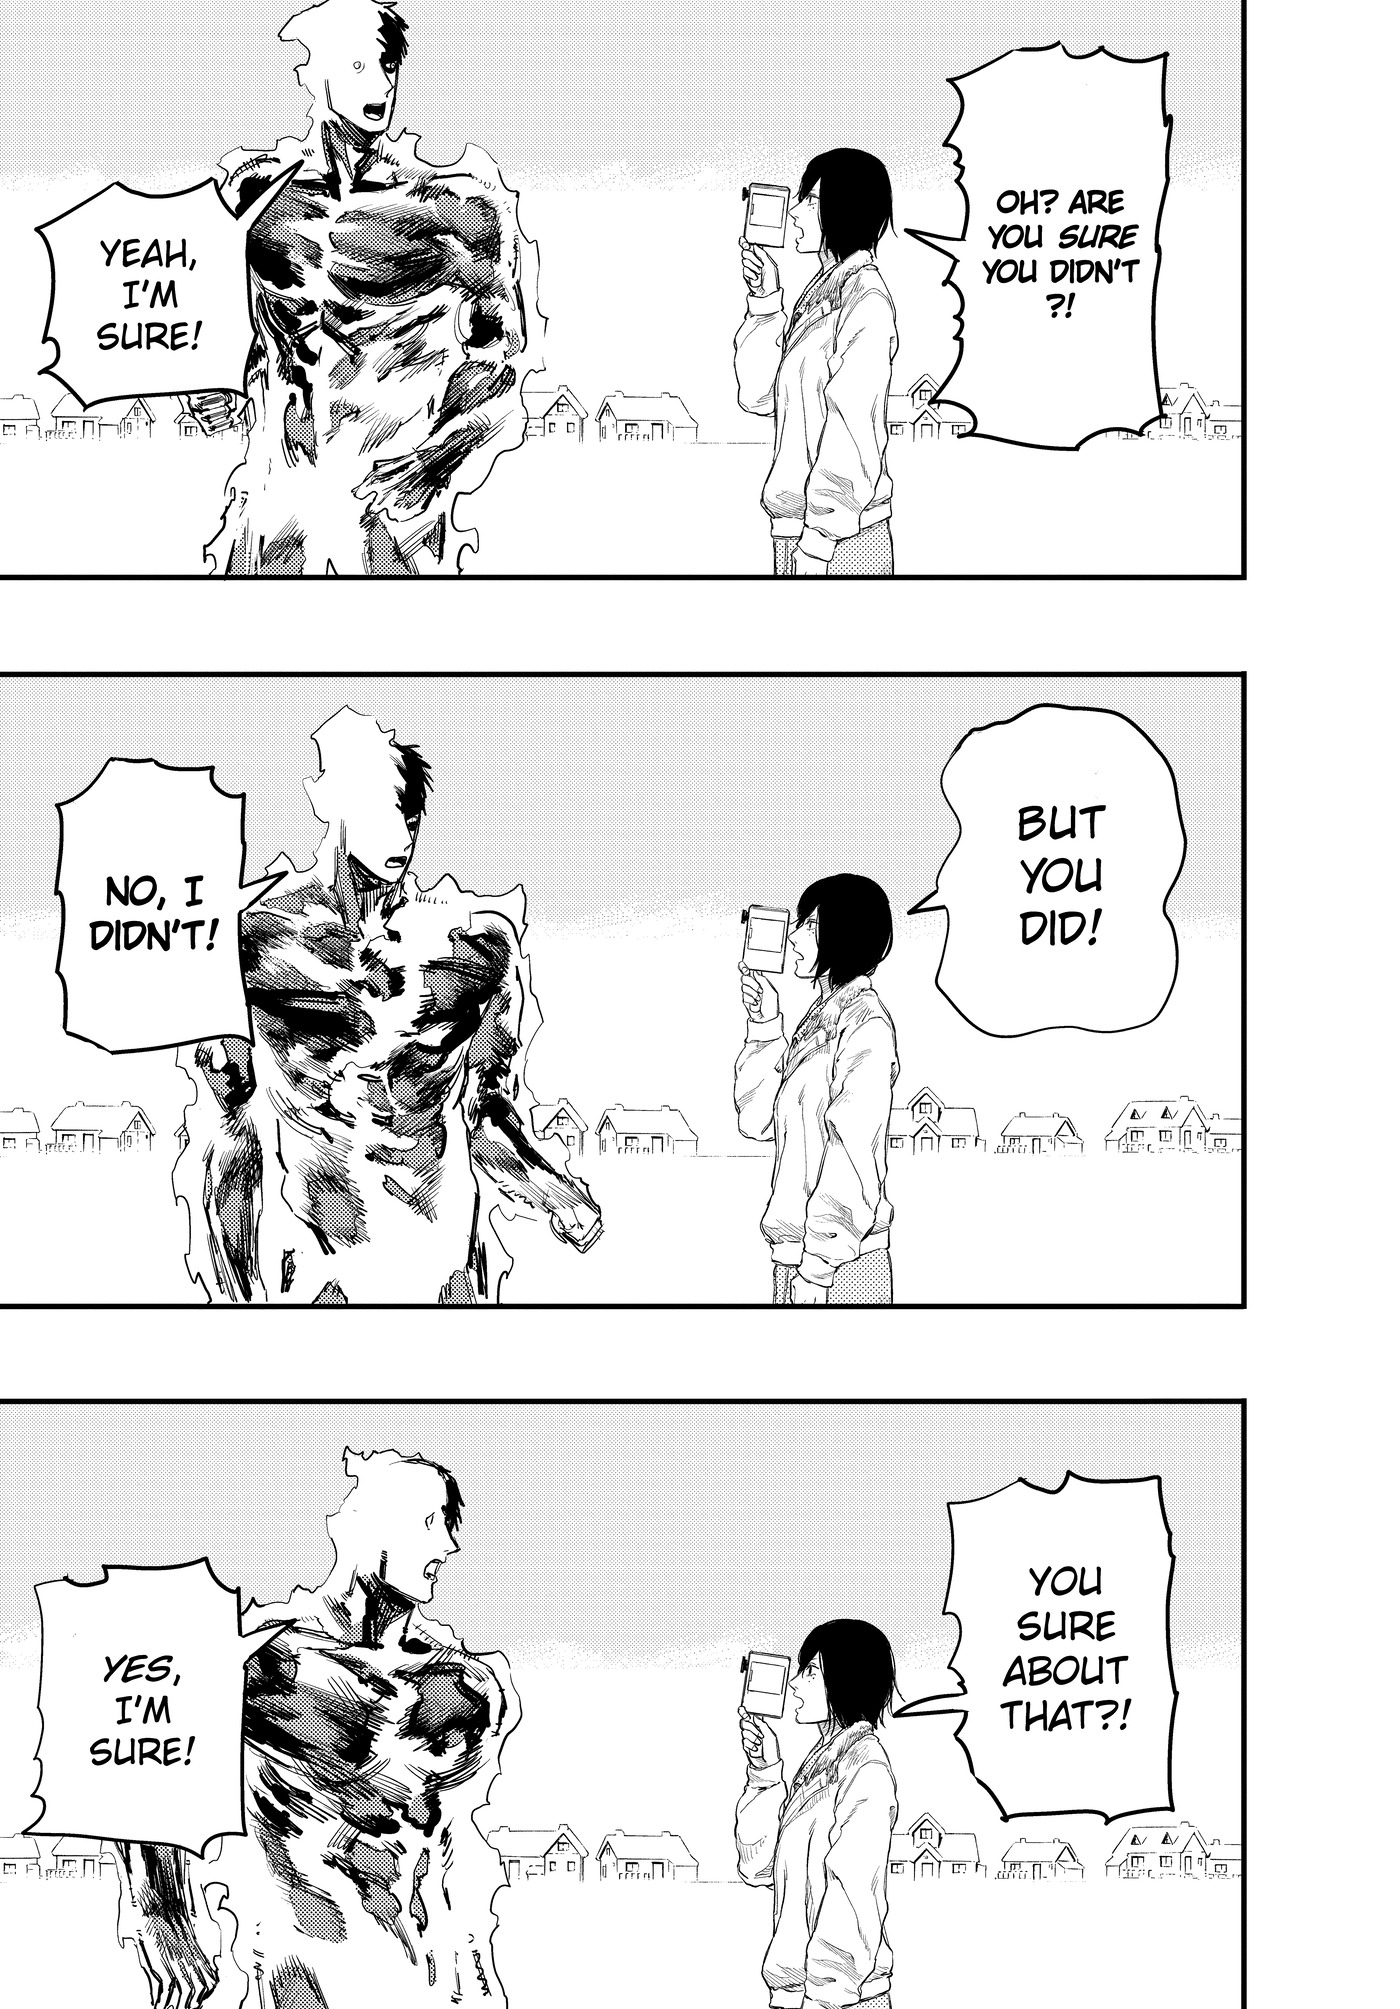 OH? ARE
YOU SURE
YOU DIDN'T
?!
YEAH,
I'M
SURE!
BUT
YOU
DID!
NO, I
DIDN'T!
YOU
SURE
ABOUT
THAT?!
YES,
I'M
SURE!